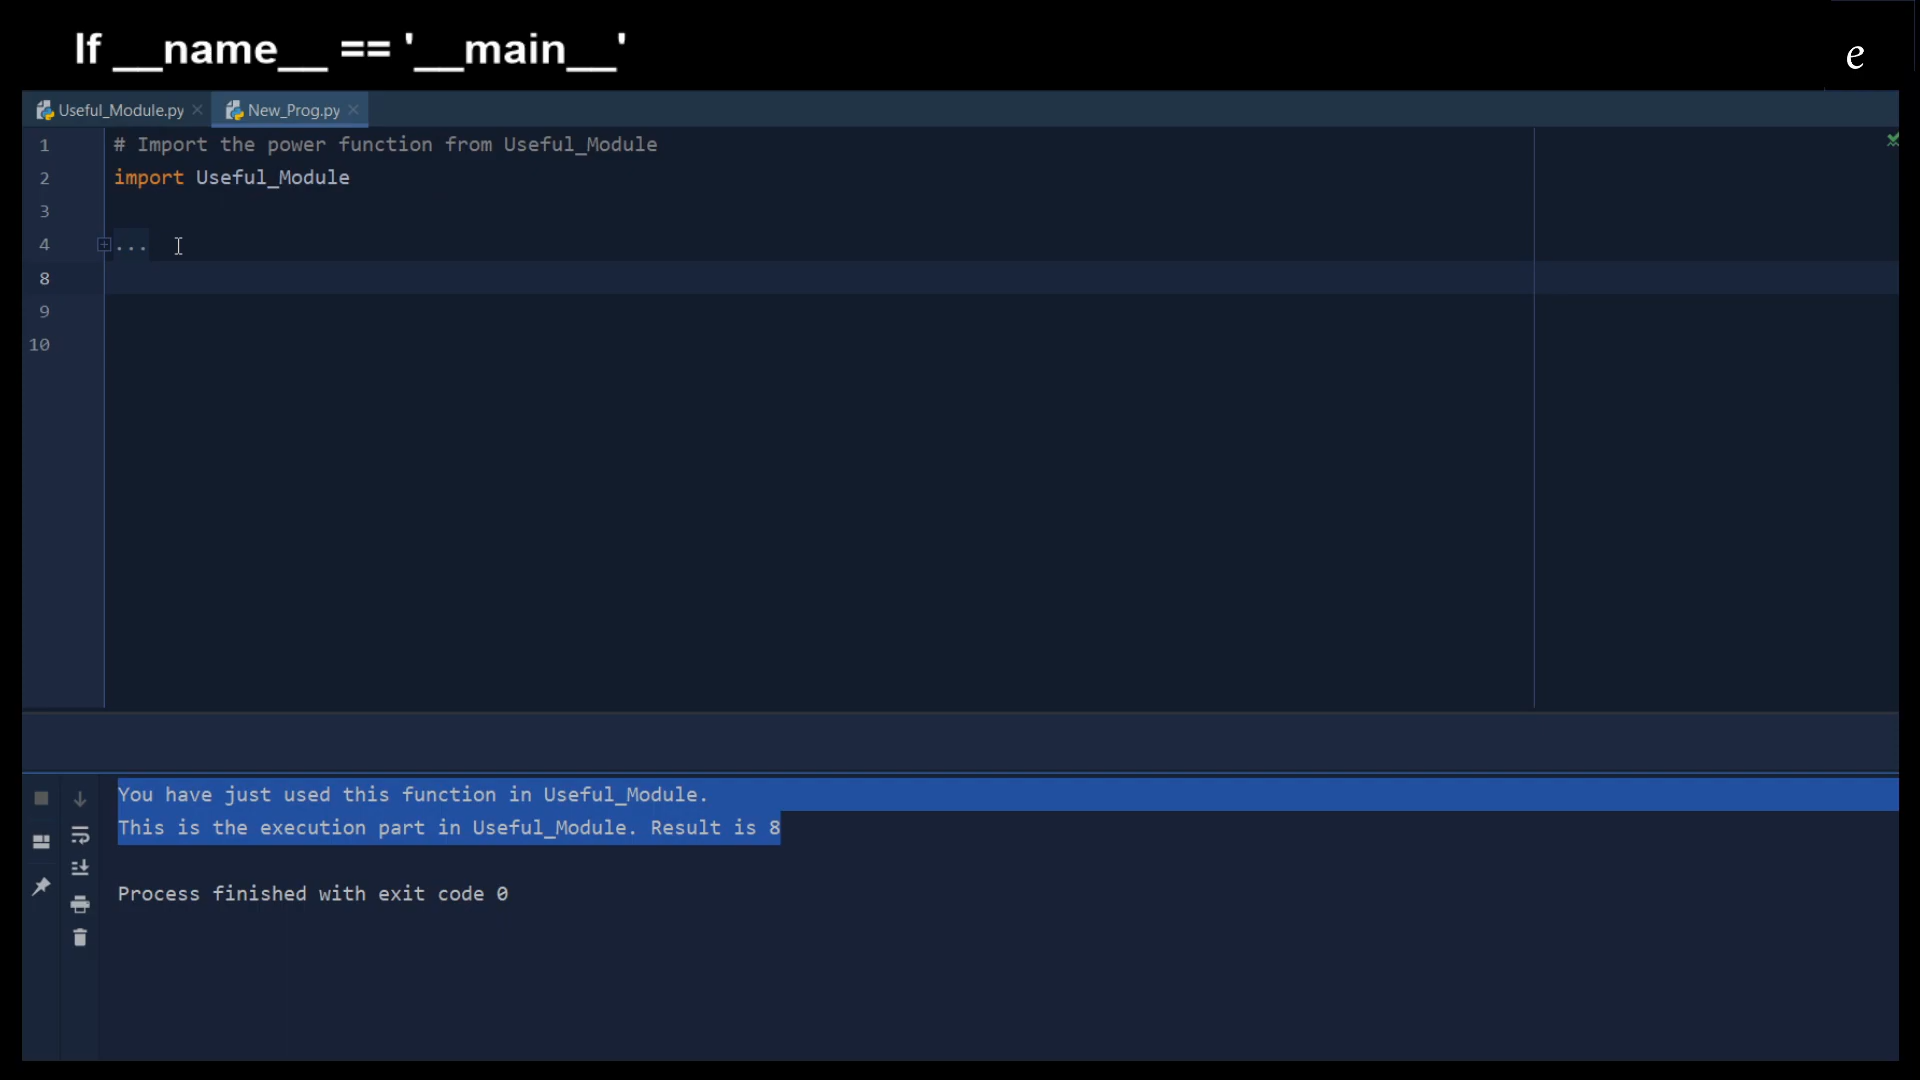 If __name__ == '__main__'
e
Useful_Module.py New_Prog.py
1 # Import the power function from Useful_Module
2 import Useful_Module
3
4 ...
8
9
10
You have just used this function in Useful_Module.
This is the execution part in Useful_Module. Result is 8
Process finished with exit code 0